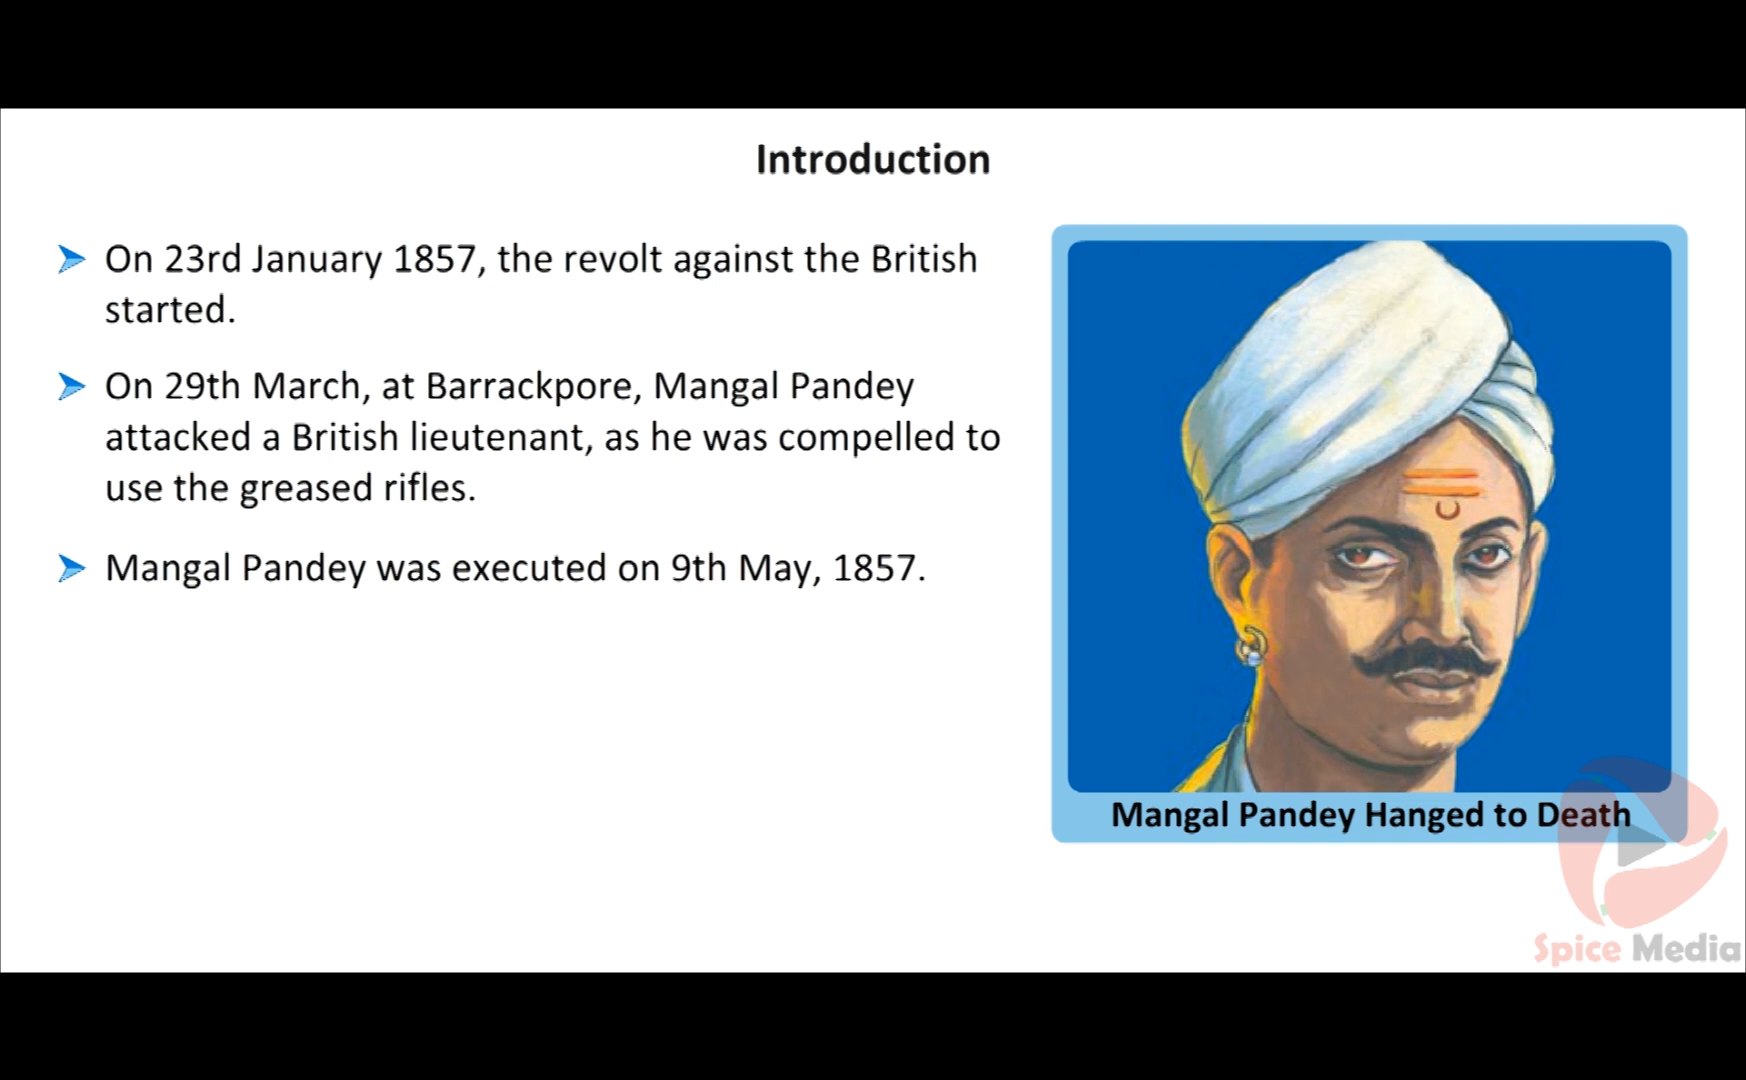 Introduction
On 23rd January 1857, the revolt against the British
started.
On 29th March, at Barrackpore, Mangal Pandey
attacked a British lieutenant, as he was compelled to
use the greased rifles.
Mangal Pandey was executed on 9th May, 1857.
Mangal Pandey Hanged to Death
Spice Media